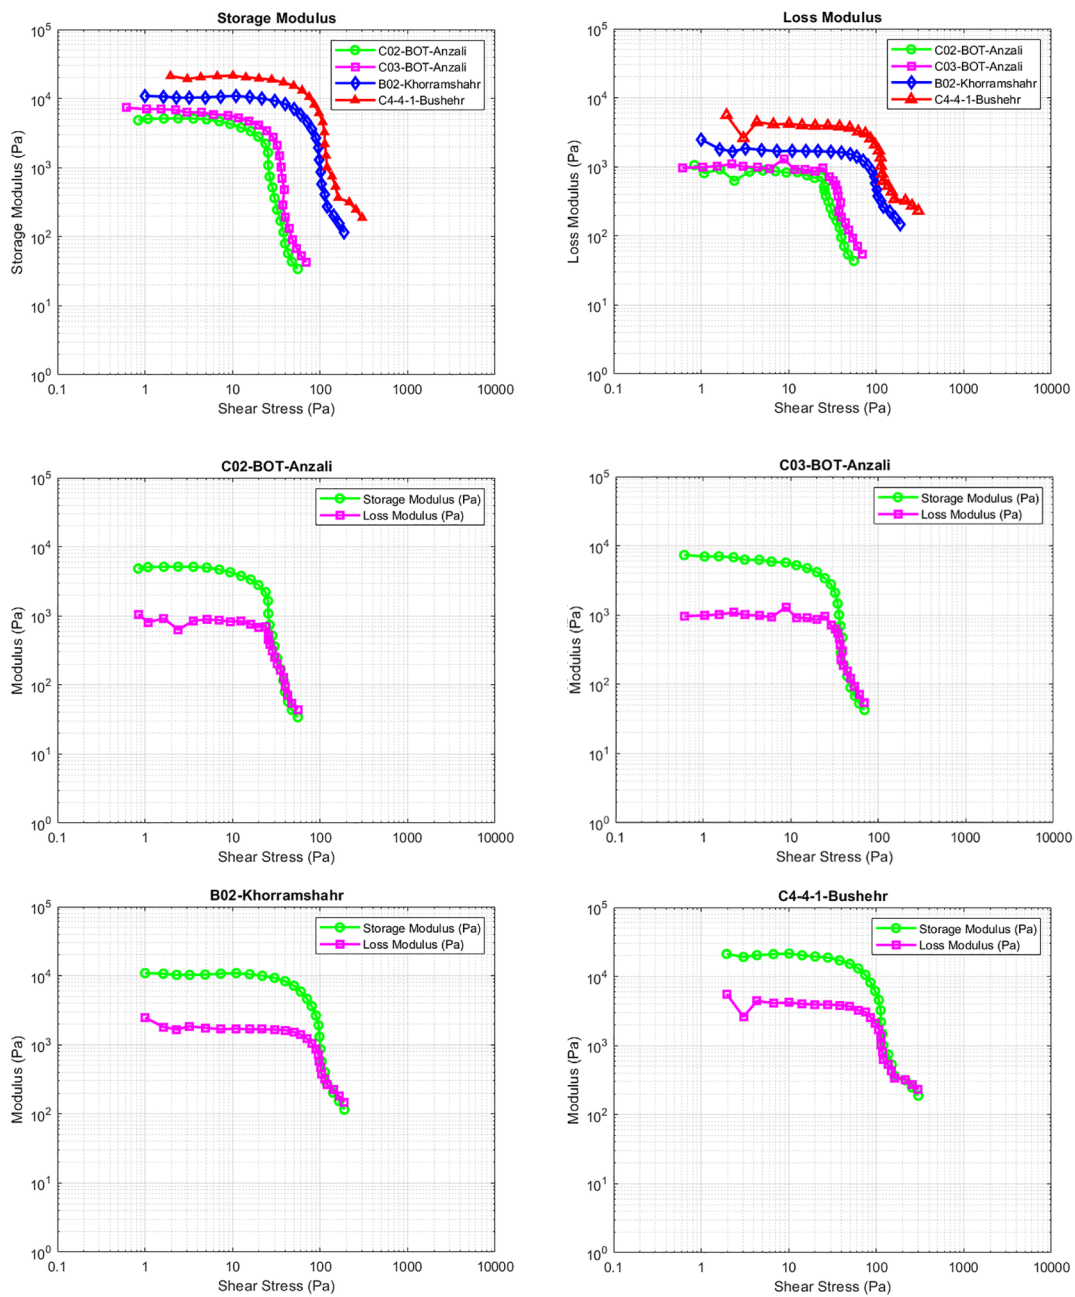 Storage Modulus
10^5
10^4
10^3
10^2
10^1
10^0
Storage Modulus (Pa)
C02-BOT-Anzali
C03-BOT-Anzali
B02-Khorramshahr
C4-4-1-Bushehr
0.1 1 10 100 1000 10000
Shear Stress (Pa)
Loss Modulus
10^5
10^4
10^3
10^2
10^1
10^0
Loss Modulus (Pa)
C02-BOT-Anzali
C03-BOT-Anzali
B02-Khorramshahr
C4-4-1-Bushehr
0.1 1 10 100 1000 10000
Shear Stress (Pa)
C02-BOT-Anzali
10^5
10^4
10^3
10^2
10^1
10^0
Modulus (Pa)
Storage Modulus (Pa)
Loss Modulus (Pa)
0.1 1 10 100 1000 10000
Shear Stress (Pa)
C03-BOT-Anzali
10^5
10^4
10^3
10^2
10^1
10^0
Modulus (Pa)
Storage Modulus (Pa)
Loss Modulus (Pa)
0.1 1 10 100 1000 10000
Shear Stress (Pa)
B02-Khorramshahr
10^5
10^4
10^3
10^2
10^1
10^0
Modulus (Pa)
Storage Modulus (Pa)
Loss Modulus (Pa)
0.1 1 10 100 1000 10000
Shear Stress (Pa)
C4-4-1-Bushehr
10^5
10^4
10^3
10^2
10^1
10^0
Modulus (Pa)
Storage Modulus (Pa)
Loss Modulus (Pa)
0.1 1 10 100 1000 10000
Shear Stress (Pa)